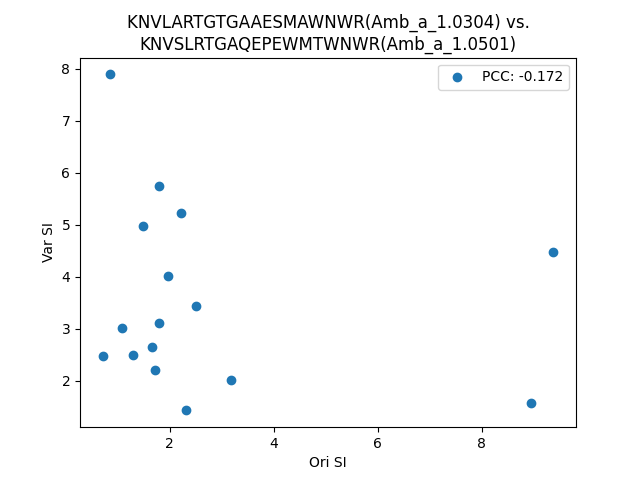 KNVLARTGTGAAESMAWNWR(Amb_a_1.0304) vs.
KNVSLRTGAQEPEWMTWNWR(Amb_a_1.0501)
PCC: -0.172
8
7
6
5
4
3
2
Var SI
2
4
6
8
Ori SI